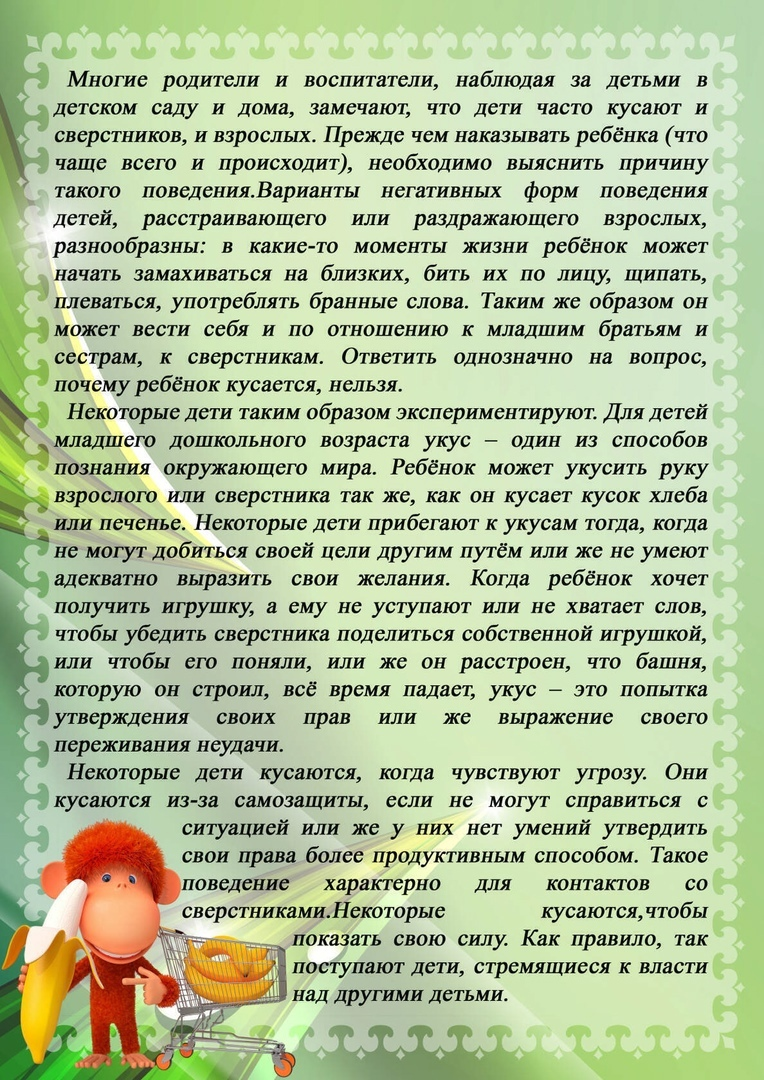 Многие родители и воспитатели, наблюдая за детьми в
детском саду и дома, замечают, что дети часто кусают и
сверстников, и взрослых. Прежде чем наказывать ребёнка (что
чаще всего и происходит), необходимо выяснить причину
такого поведения.Варианты негативных форм поведения
детей, расстраивающего или раздражающего взрослых,
разнообразны: в какие-то моменты жизни ребёнок может
начать замахиваться на близких, бить их по лицу, щипать,
плеваться, употреблять бранные слова. Таким же образом он
может вести себя и по отношению к младшим братьям и
сестрам, к сверстникам. Ответить однозначно на вопрос,
почему ребёнок кусается, нельзя.
Некоторые дети таким образом экспериментируют. Для детей
младшего дошкольного возраста укус – один из способов
познания окружающего мира. Ребёнок может укусить руку
взрослого или сверстника так же, как он кусает кусок хлеба
или печенье. Некоторые дети прибегают к укусам тогда, когда
не могут добиться своей цели другим путём или же не умеют
адекватно выразить свои желания. Когда ребёнок хочет
получить игрушку, а ему не уступают или не хватает слов,
чтобы убедить сверстника поделиться собственной игрушкой,
или чтобы его поняли, или же он расстроен, что башня,
которую он строил, всё время падает, укус – это попытка
утверждения своих прав или же выражение своего
переживания неудачи.
Некоторые дети кусаются, когда чувствуют угрозу. Они
кусаются из-за самозащиты, если не могут справиться с
ситуацией или же у них нет умений утвердить
свои права более продуктивным способом. Такое
поведение характерно для контактов со
сверстниками.Некоторые кусаются,чтобы
показать свою силу. Как правило, так
поступают дети, стремящиеся к власти
над другими детьми.